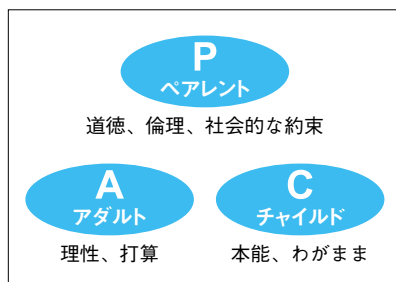 P
ペアレント
道徳、倫理、社会的な約束
A
アダルト
理性、打算
C
チャイルド
本能、わがまま